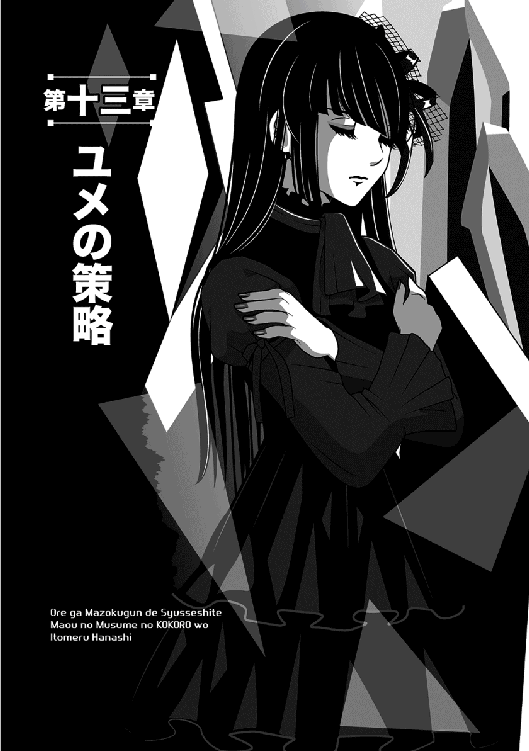 第十三章
ユメの策略
Ore ga Mazokugun de Syusseshite
Maou no Musume no KOKORO wo
Itomeru Hanashi